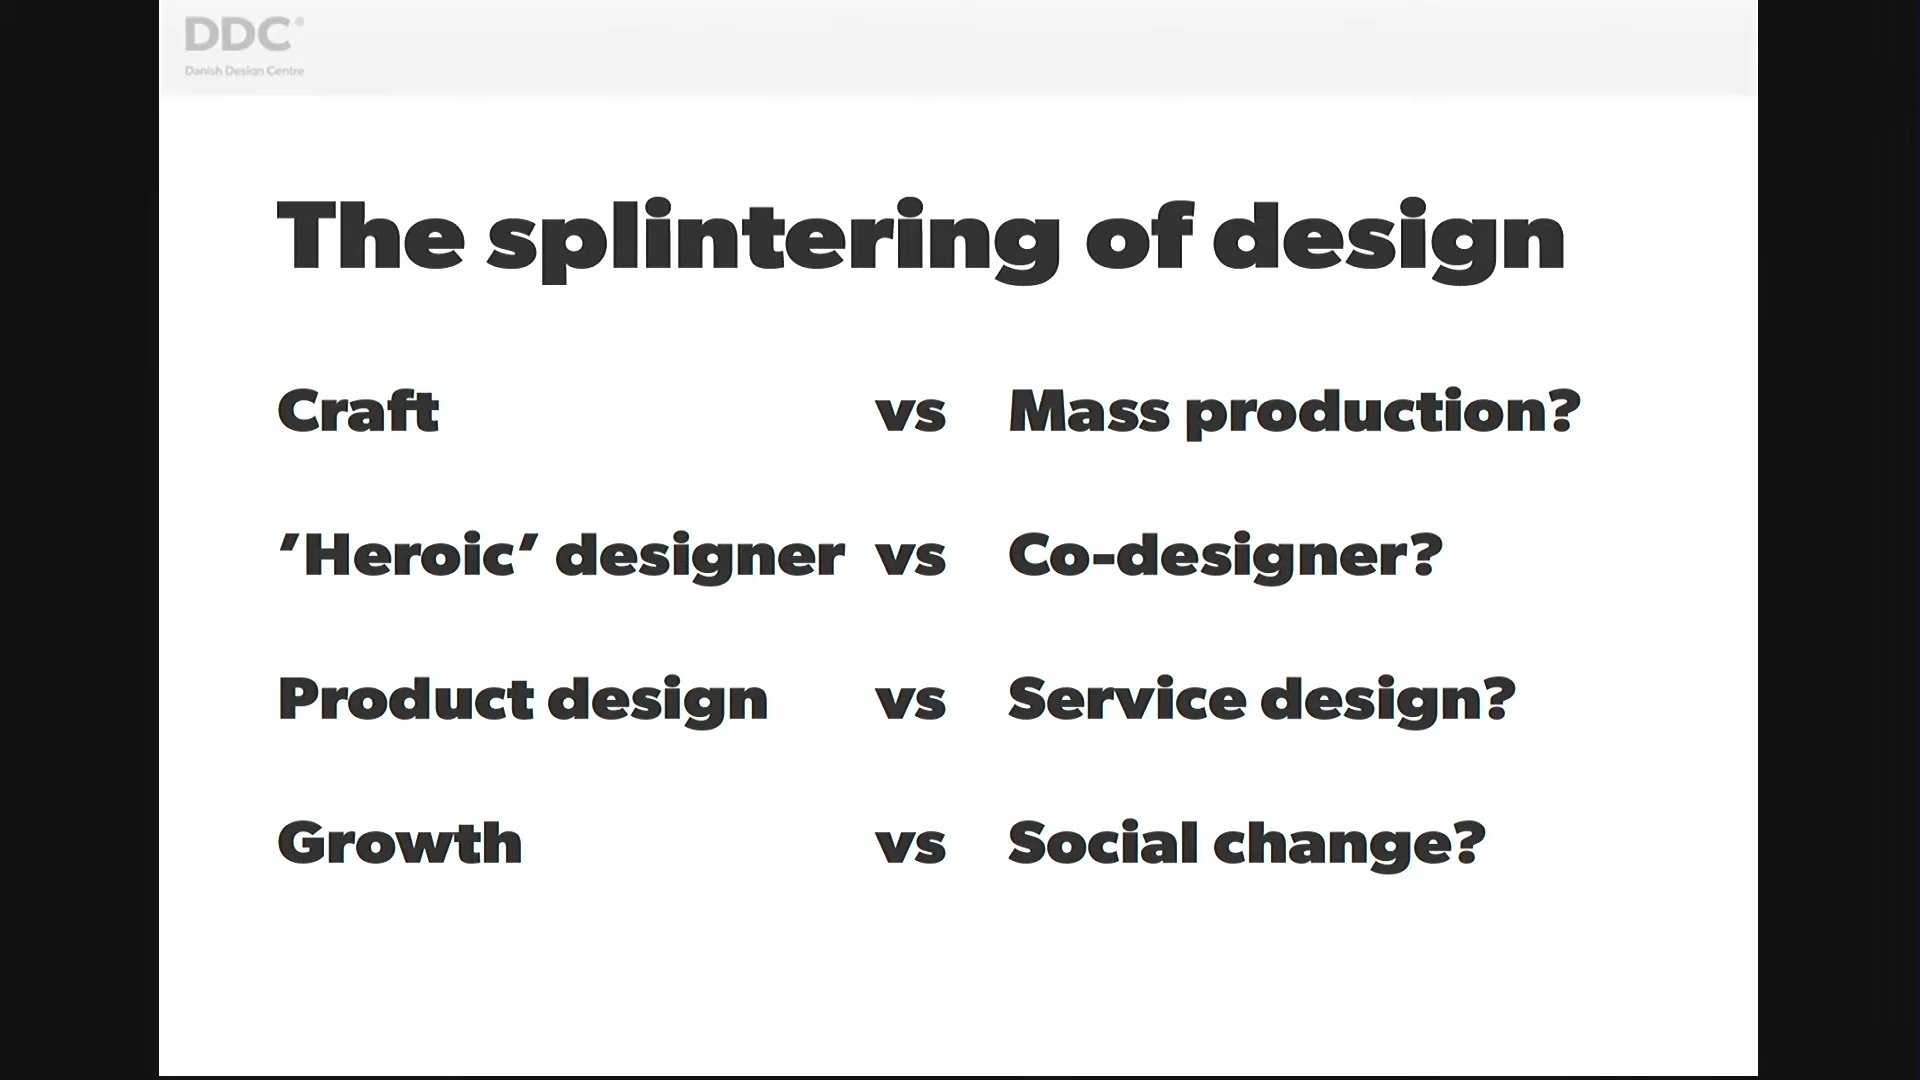 DDC®
Danish Design Centre
The splintering of design
Craft vs Mass production?
’Heroic’ designer vs Co-designer?
Product design vs Service design?
Growth vs Social change?